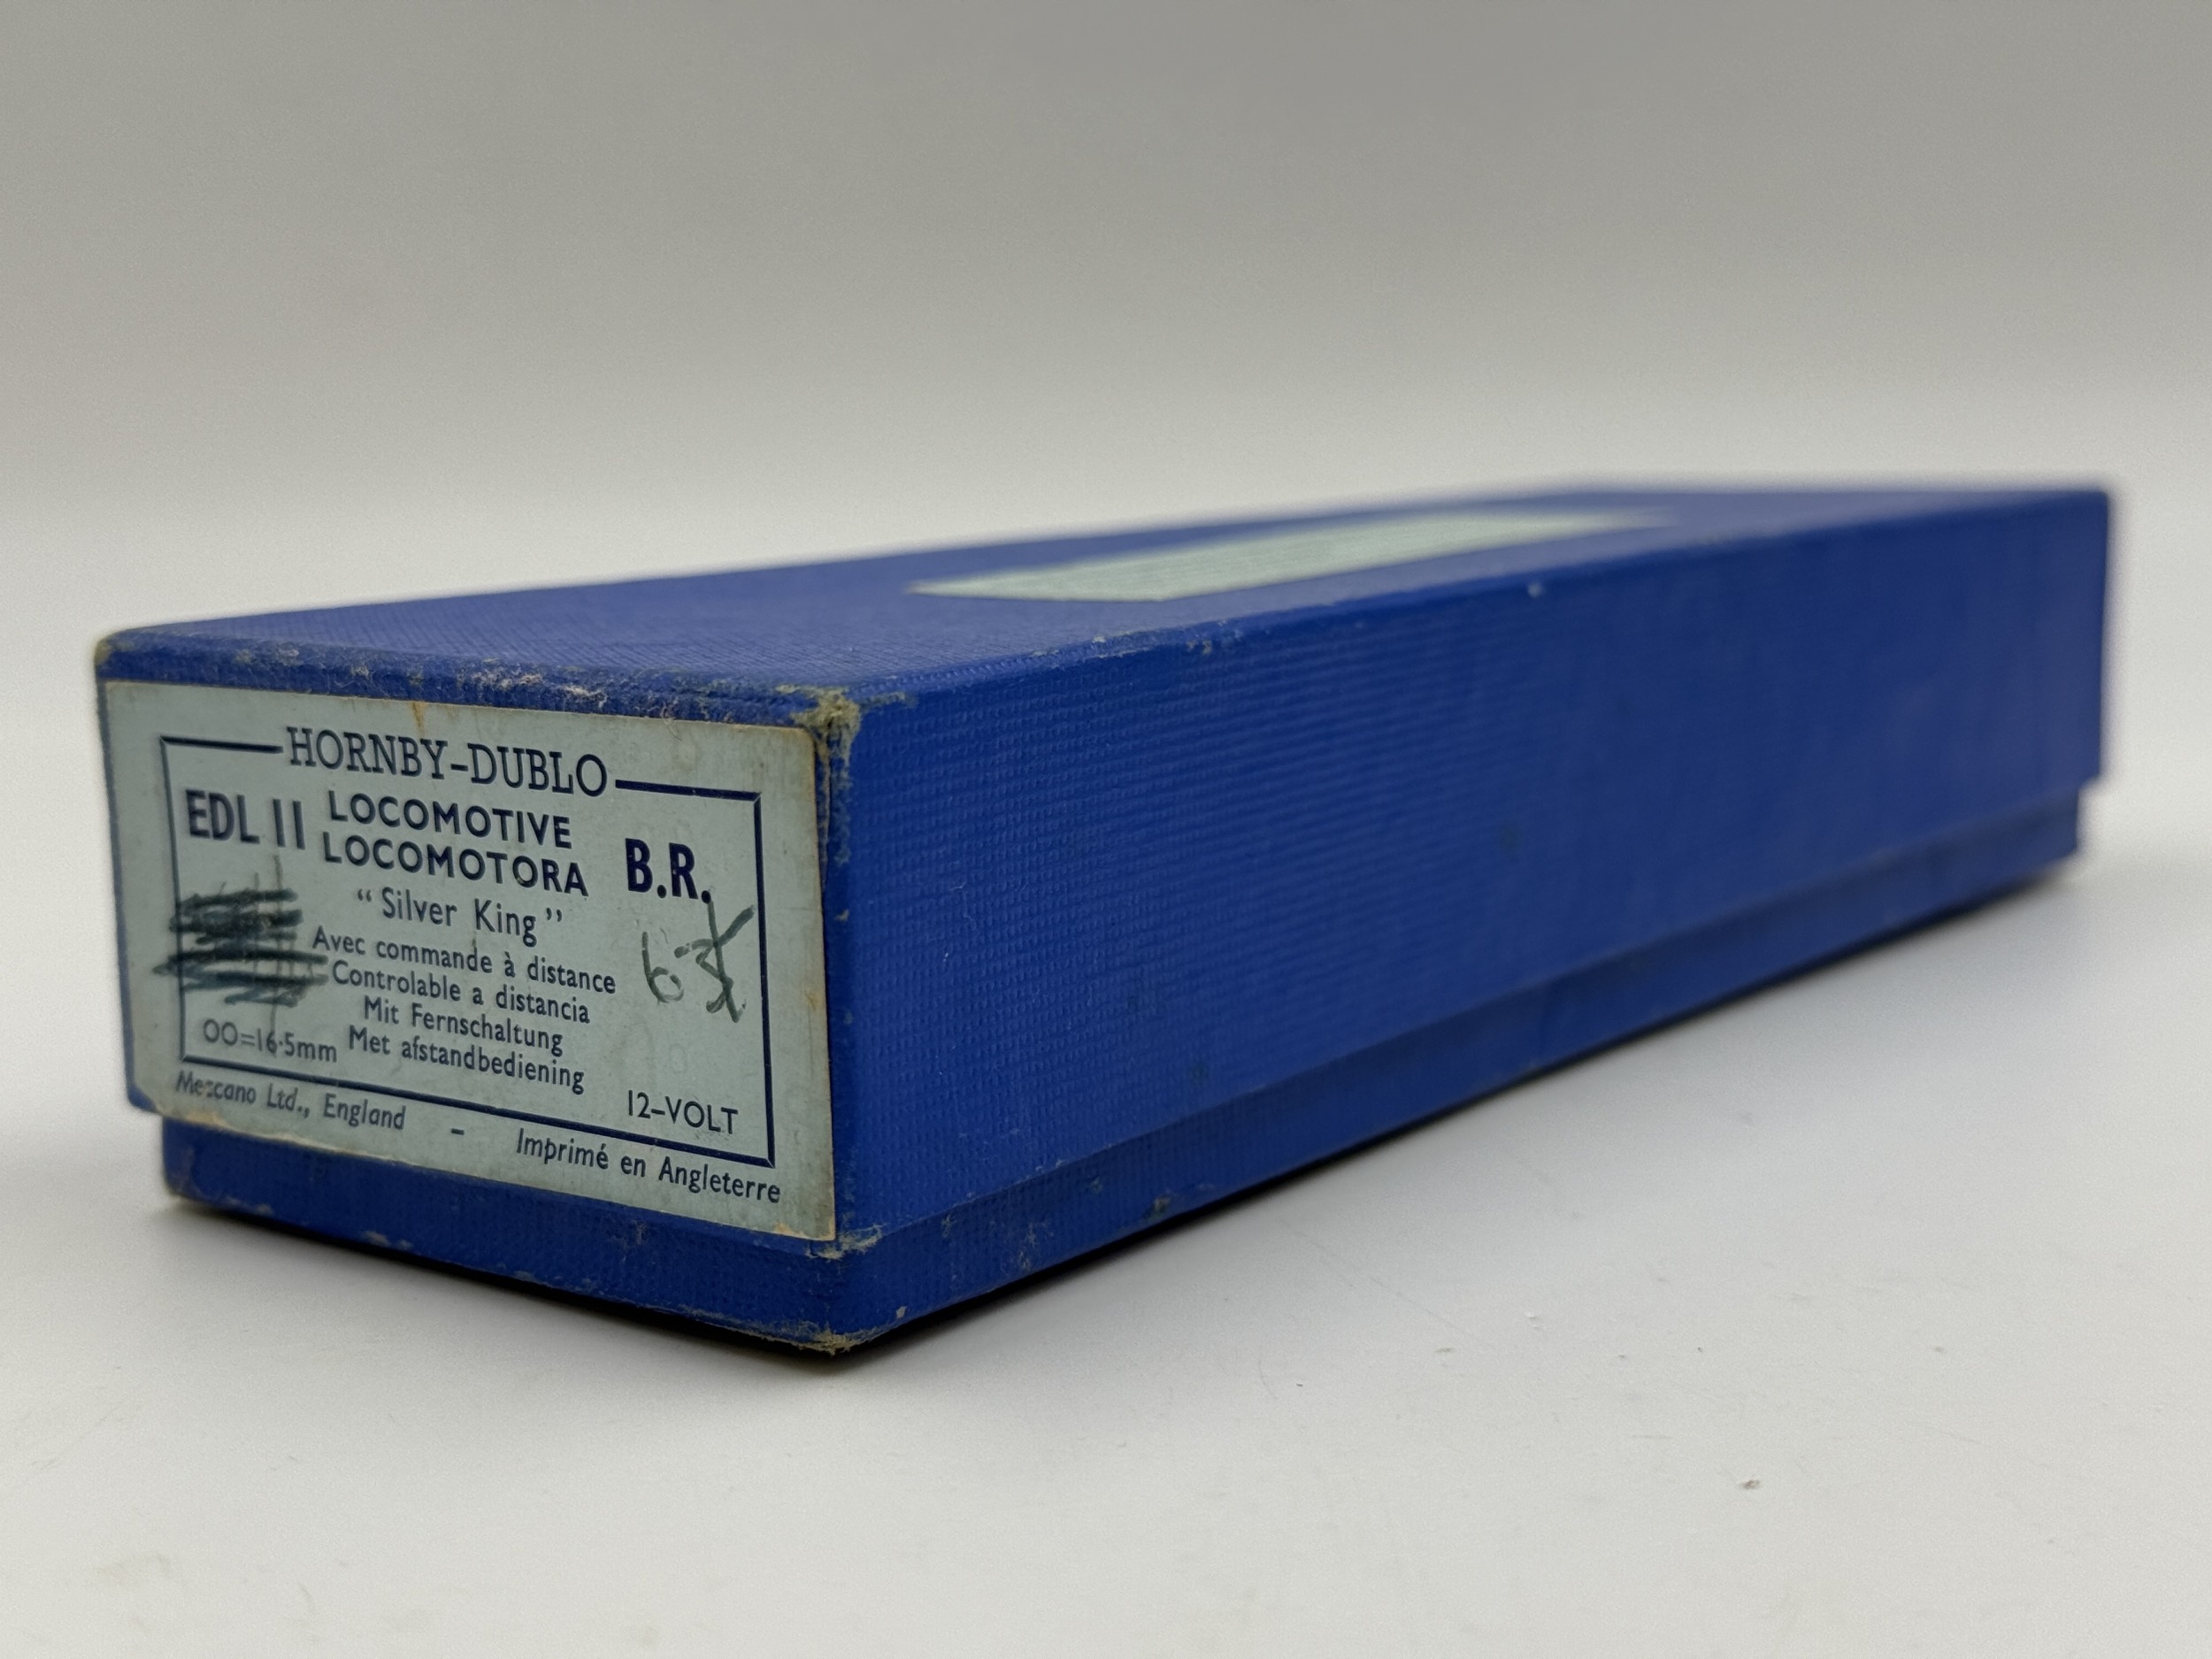 HORNBY-DUBLO
EDL 11 LOCOMOTIVE
LOCOMOTORA B.R.
"Silver King"
Avec commande à distance
Controlable a distancia
Mit Fernschaltung
Met afstandbediening
OO=16·5mm
12-VOLT
Meccano Ltd., England - Imprimé en Angleterre